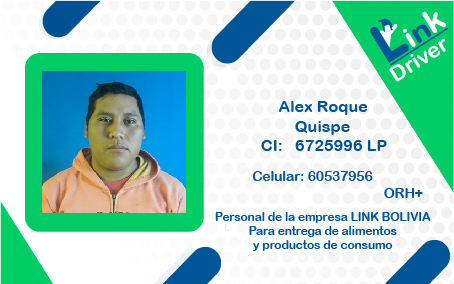 Link
Driver
Alex Roque
Quispe
CI: 6725996 LP
Celular: 60537956
ORH+
Personal de la empresa LINK BOLIVIA
Para entrega de alimentos
y productos de consumo